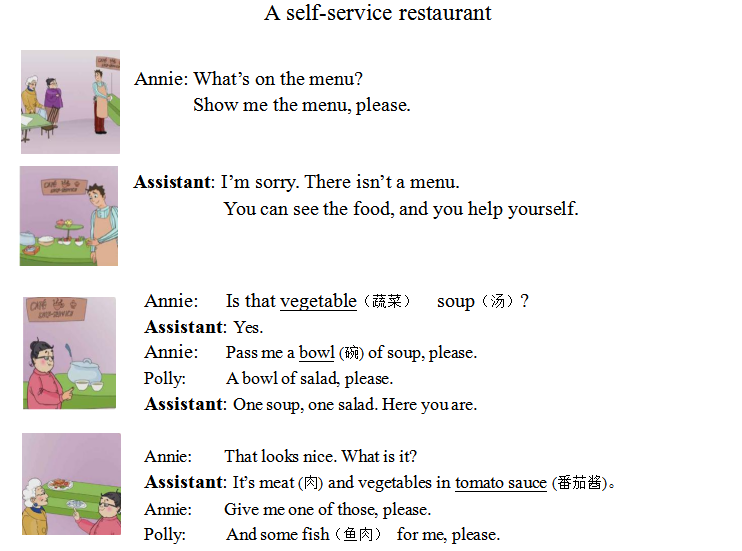 A self-service restaurant
Annie: What's on the menu?
Show me the menu, please.
Assistant: I'm sorry. There isn't a menu.
You can see the food, and you help yourself.
Annie: Is that vegetable（蔬菜） soup（汤）?
Assistant: Yes.
Annie: Pass me a bowl (碗) of soup, please.
Polly: A bowl of salad, please.
Assistant: One soup, one salad. Here you are.
Annie: That looks nice. What is it?
Assistant: It's meat (肉) and vegetables in tomato sauce (番茄酱)。
Annie: Give me one of those, please.
Polly: And some fish（鱼肉） for me, please.